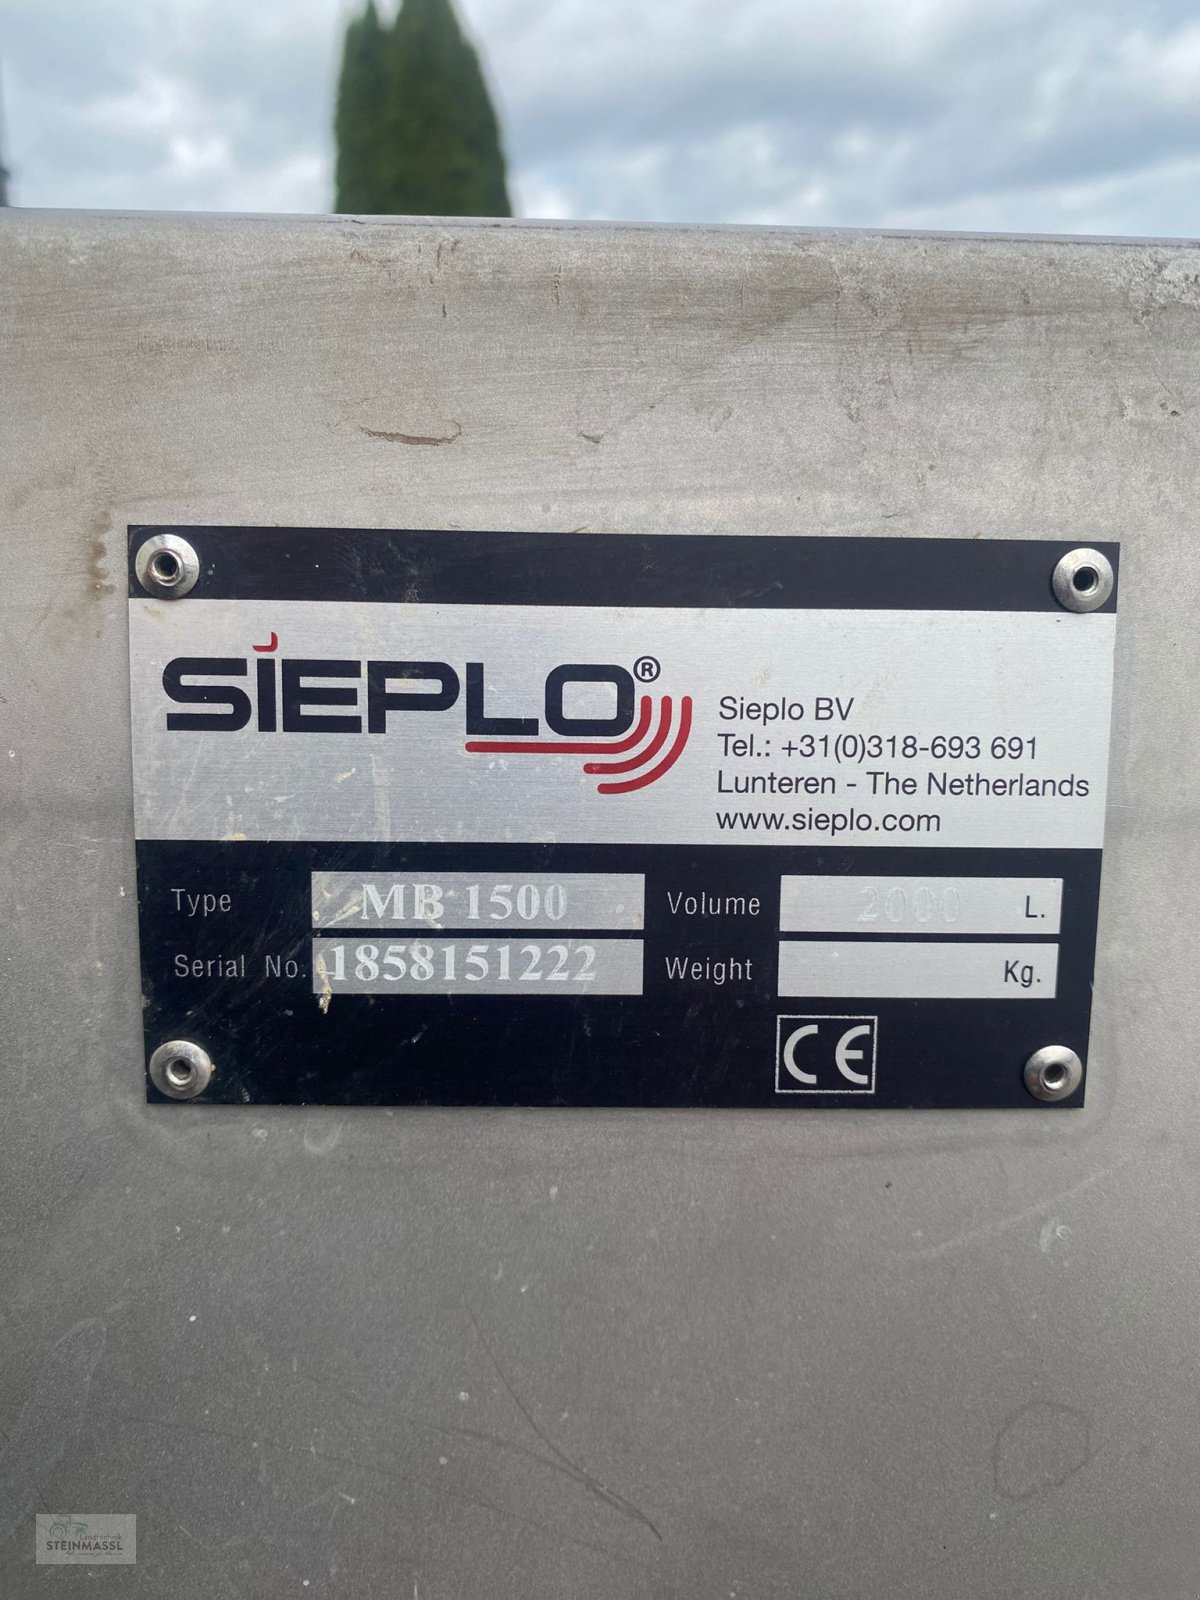 SIEPLO®
Sieplo BV
Tel.: +31(0)318-693 691
Lunteren - The Netherlands
www.sieplo.com
Type MB 1500 Volume 2000 L.
Serial No. 1858151222 Weight Kg.
CE
Landtechnik
STEINMASSL